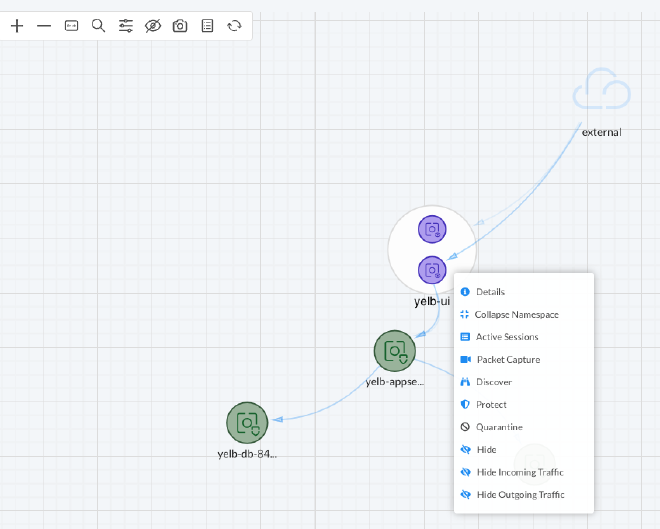 external
yelb-ui
Details
Collapse Namespace
Active Sessions
yelb-appse...
Packet Capture
Discover
Protect
Quarantine
yelb-db-84...
Hide
Hide Incoming Traffic
Hide Outgoing Traffic